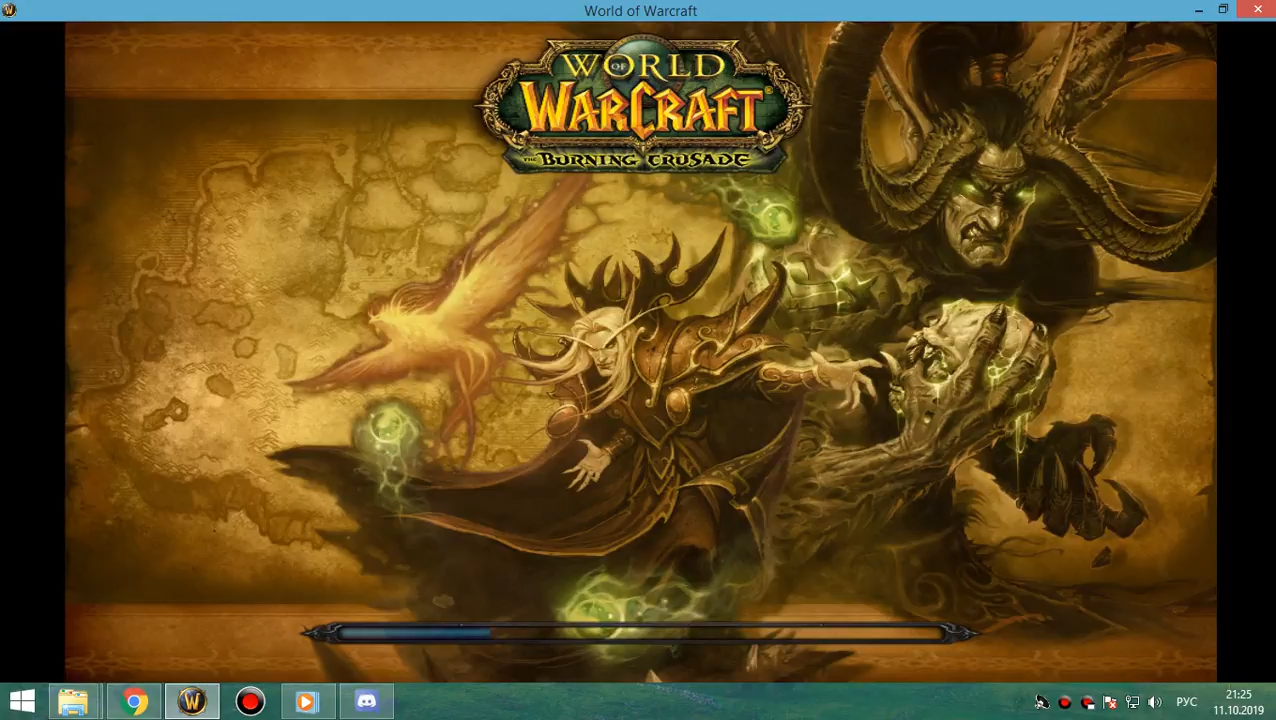 World of Warcraft
WORLD
OF
WARCRAFT®
THE BURNING CRUSADE
РУС
21:25
11.10.2019